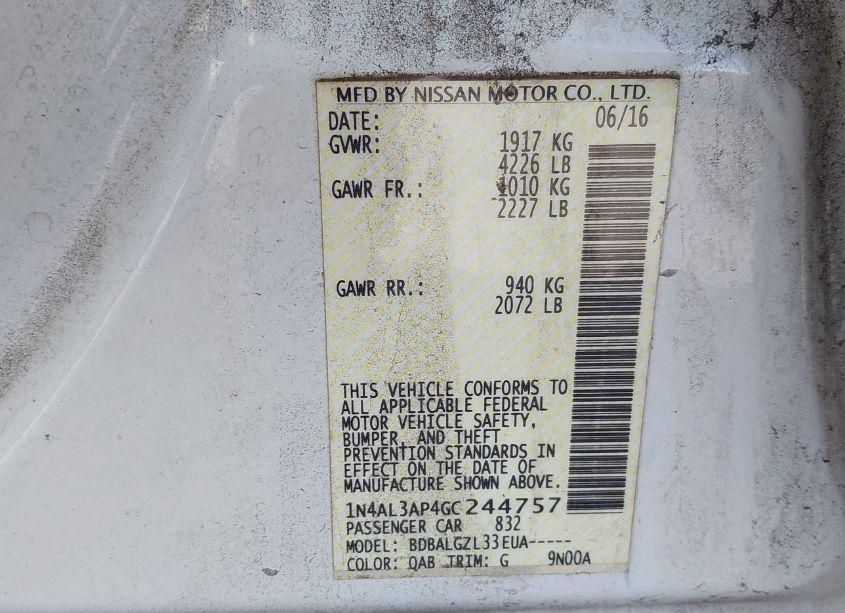 MFD BY NISSAN MOTOR CO., LTD.
DATE: 06/16
GVWR: 1917 KG
4226 LB
GAWR FR.: 1010 KG
2227 LB
GAWR RR.: 940 KG
2072 LB
THIS VEHICLE CONFORMS TO
ALL APPLICABLE FEDERAL
MOTOR VEHICLE SAFETY,
BUMPER, AND THEFT
PREVENTION STANDARDS IN
EFFECT ON THE DATE OF
MANUFACTURE SHOWN ABOVE.
1N4AL3AP4GC244757
PASSENGER CAR 832
MODEL: BDBALGZL33EUA-----
COLOR: QAB TRIM: G 9N00A